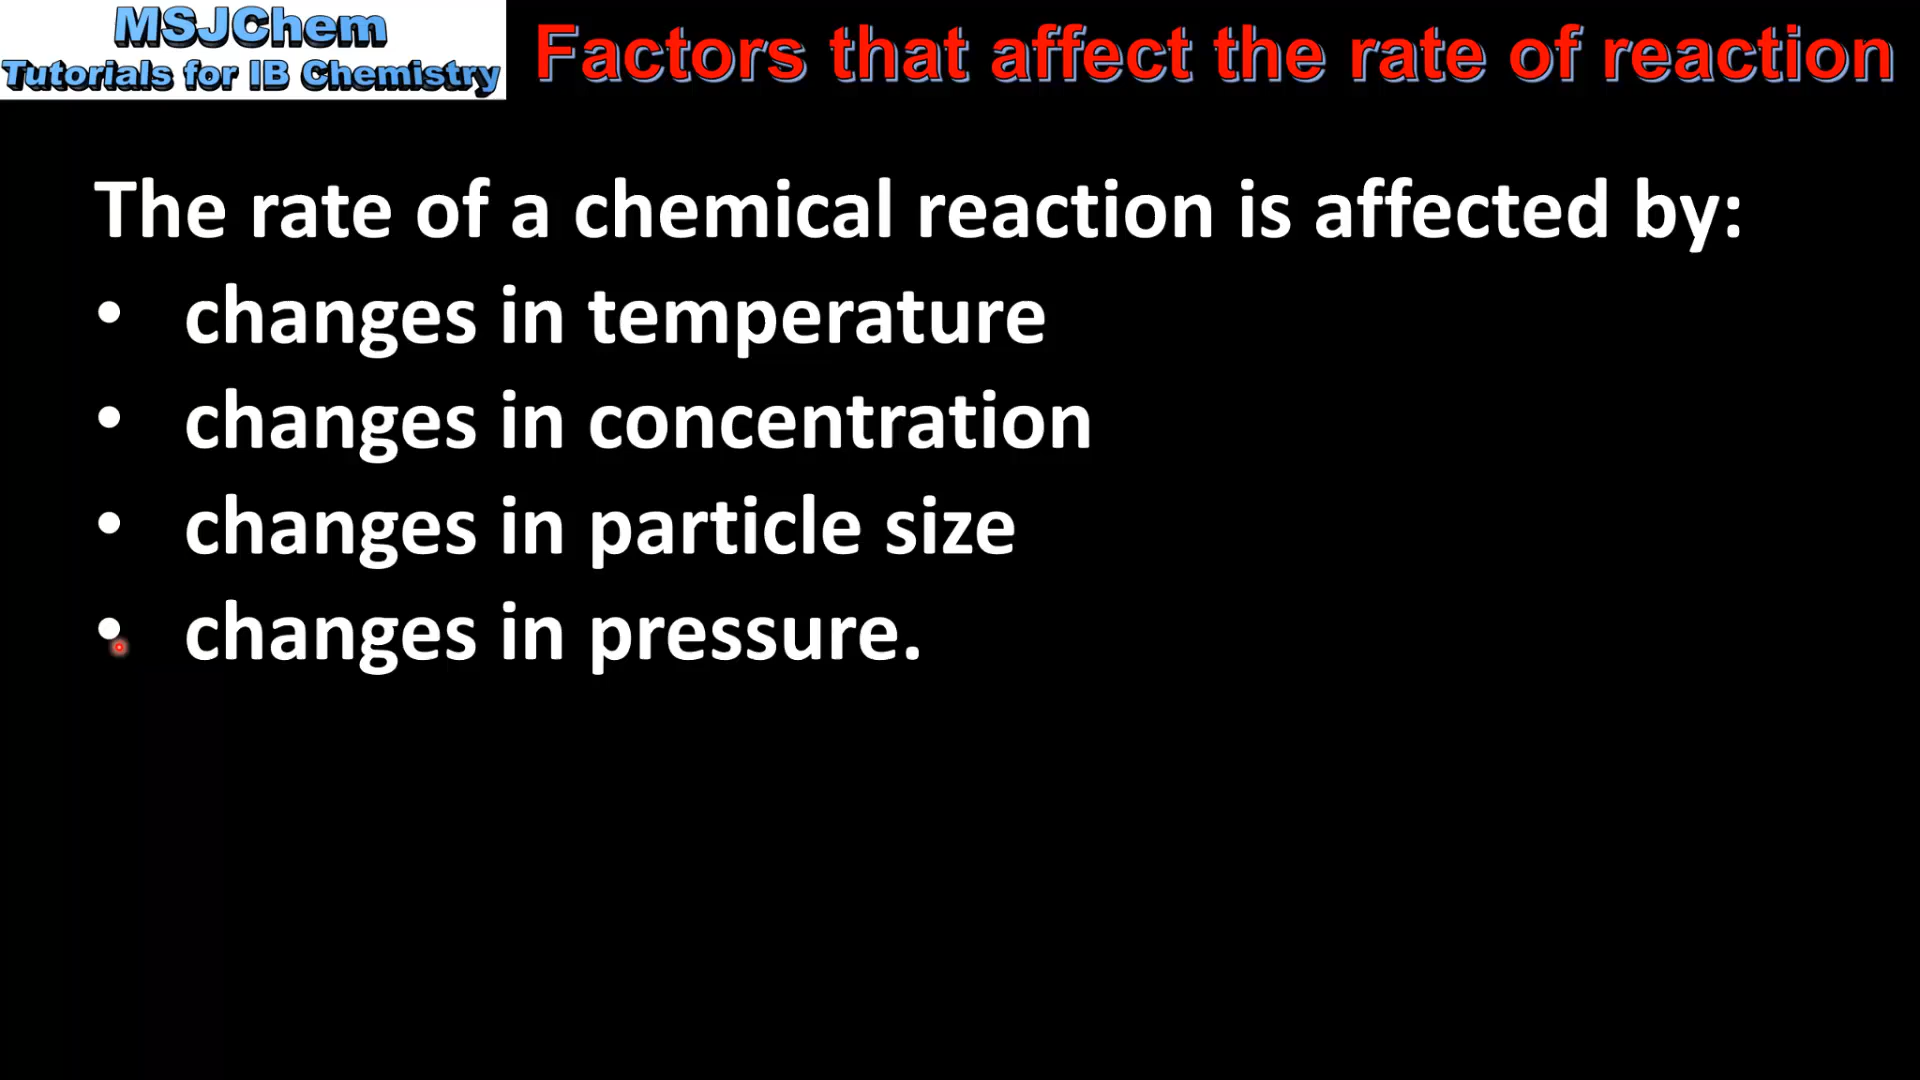 MSJChem
Tutorials for IB Chemistry
Factors that affect the rate of reaction
The rate of a chemical reaction is affected by:
• changes in temperature
• changes in concentration
• changes in particle size
• changes in pressure.